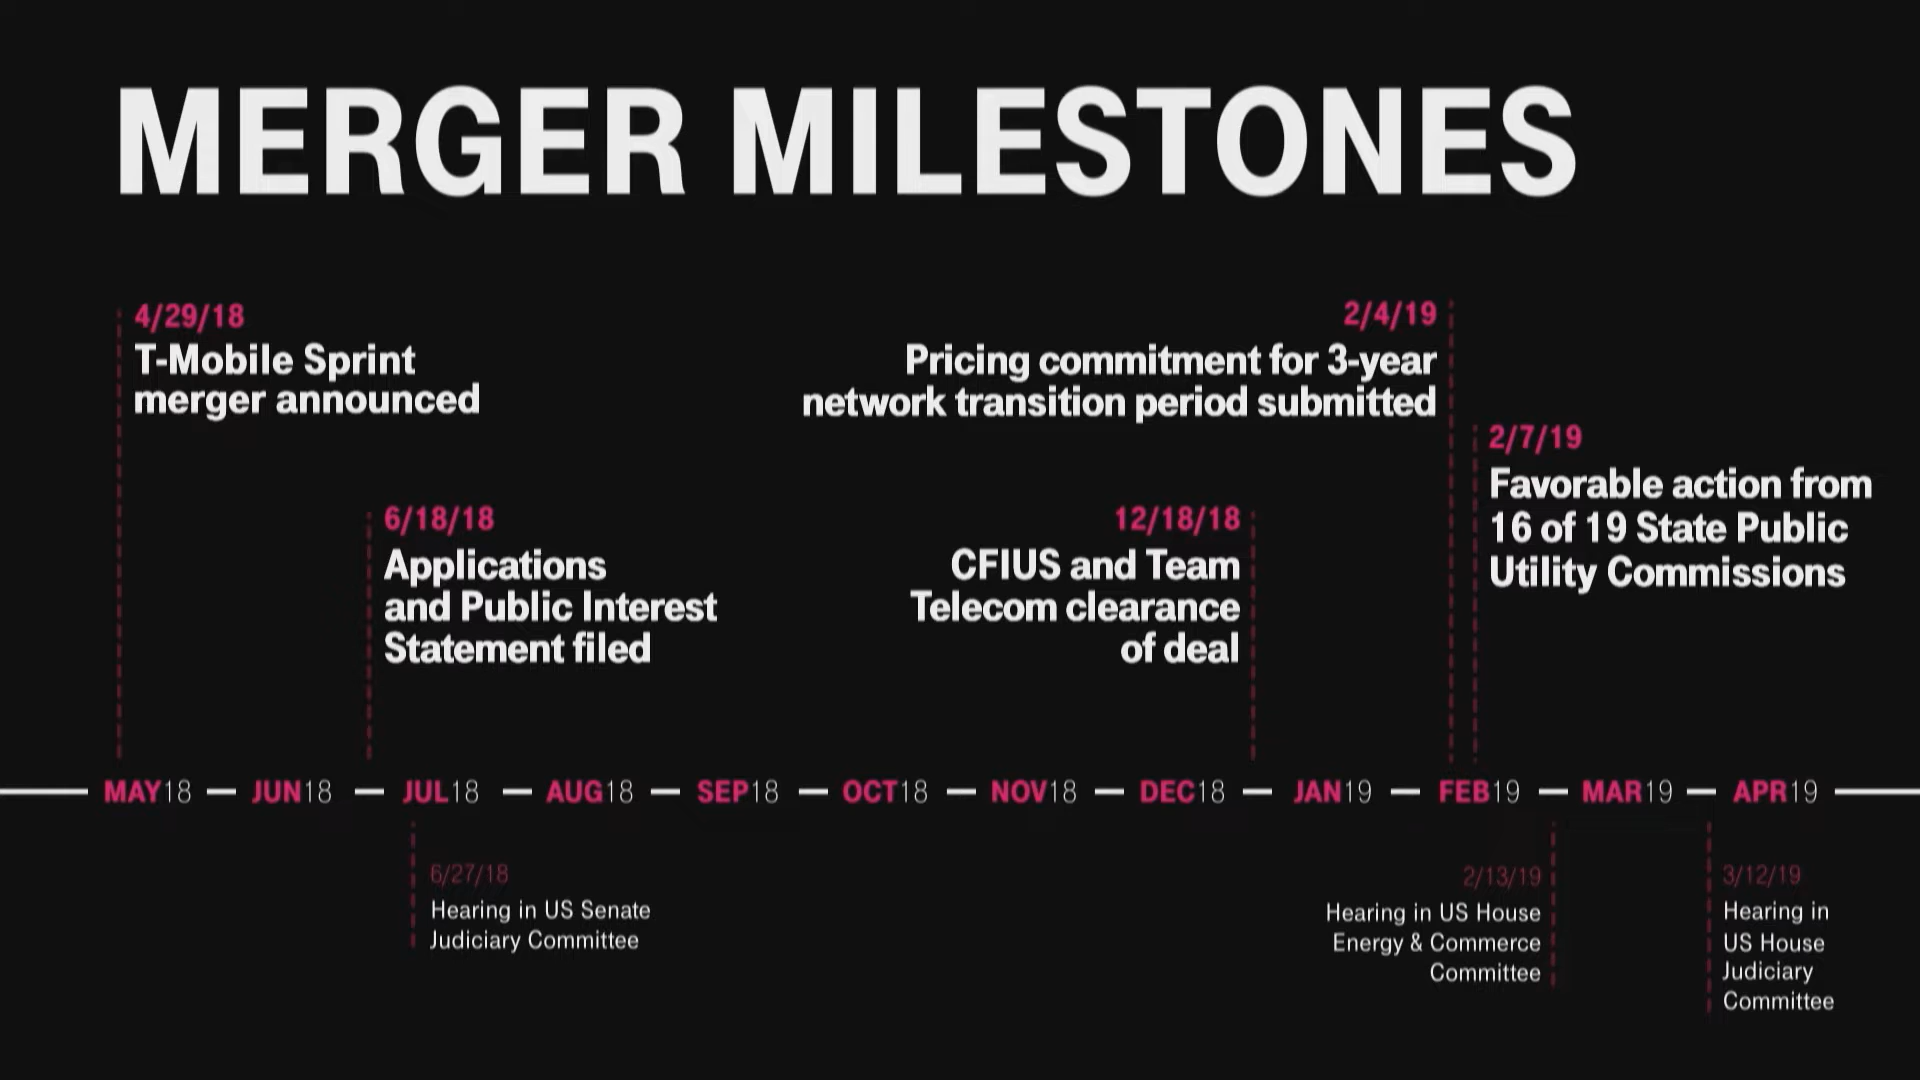 MERGER MILESTONES
4/29/18
T-Mobile Sprint
merger announced
2/4/19
Pricing commitment for 3-year
network transition period submitted
2/7/19
Favorable action from
16 of 19 State Public
Utility Commissions
6/18/18
Applications
and Public Interest
Statement filed
12/18/18
CFIUS and Team
Telecom clearance
of deal
MAY18 — JUN18 — JUL18 — AUG18 — SEP18 — OCT18 — NOV18 — DEC18 — JAN19 — FEB19 — MAR19 — APR19
6/27/18
Hearing in US Senate
Judiciary Committee
2/13/19
Hearing in US House
Energy & Commerce
Committee
3/12/19
Hearing in
US House
Judiciary
Committee